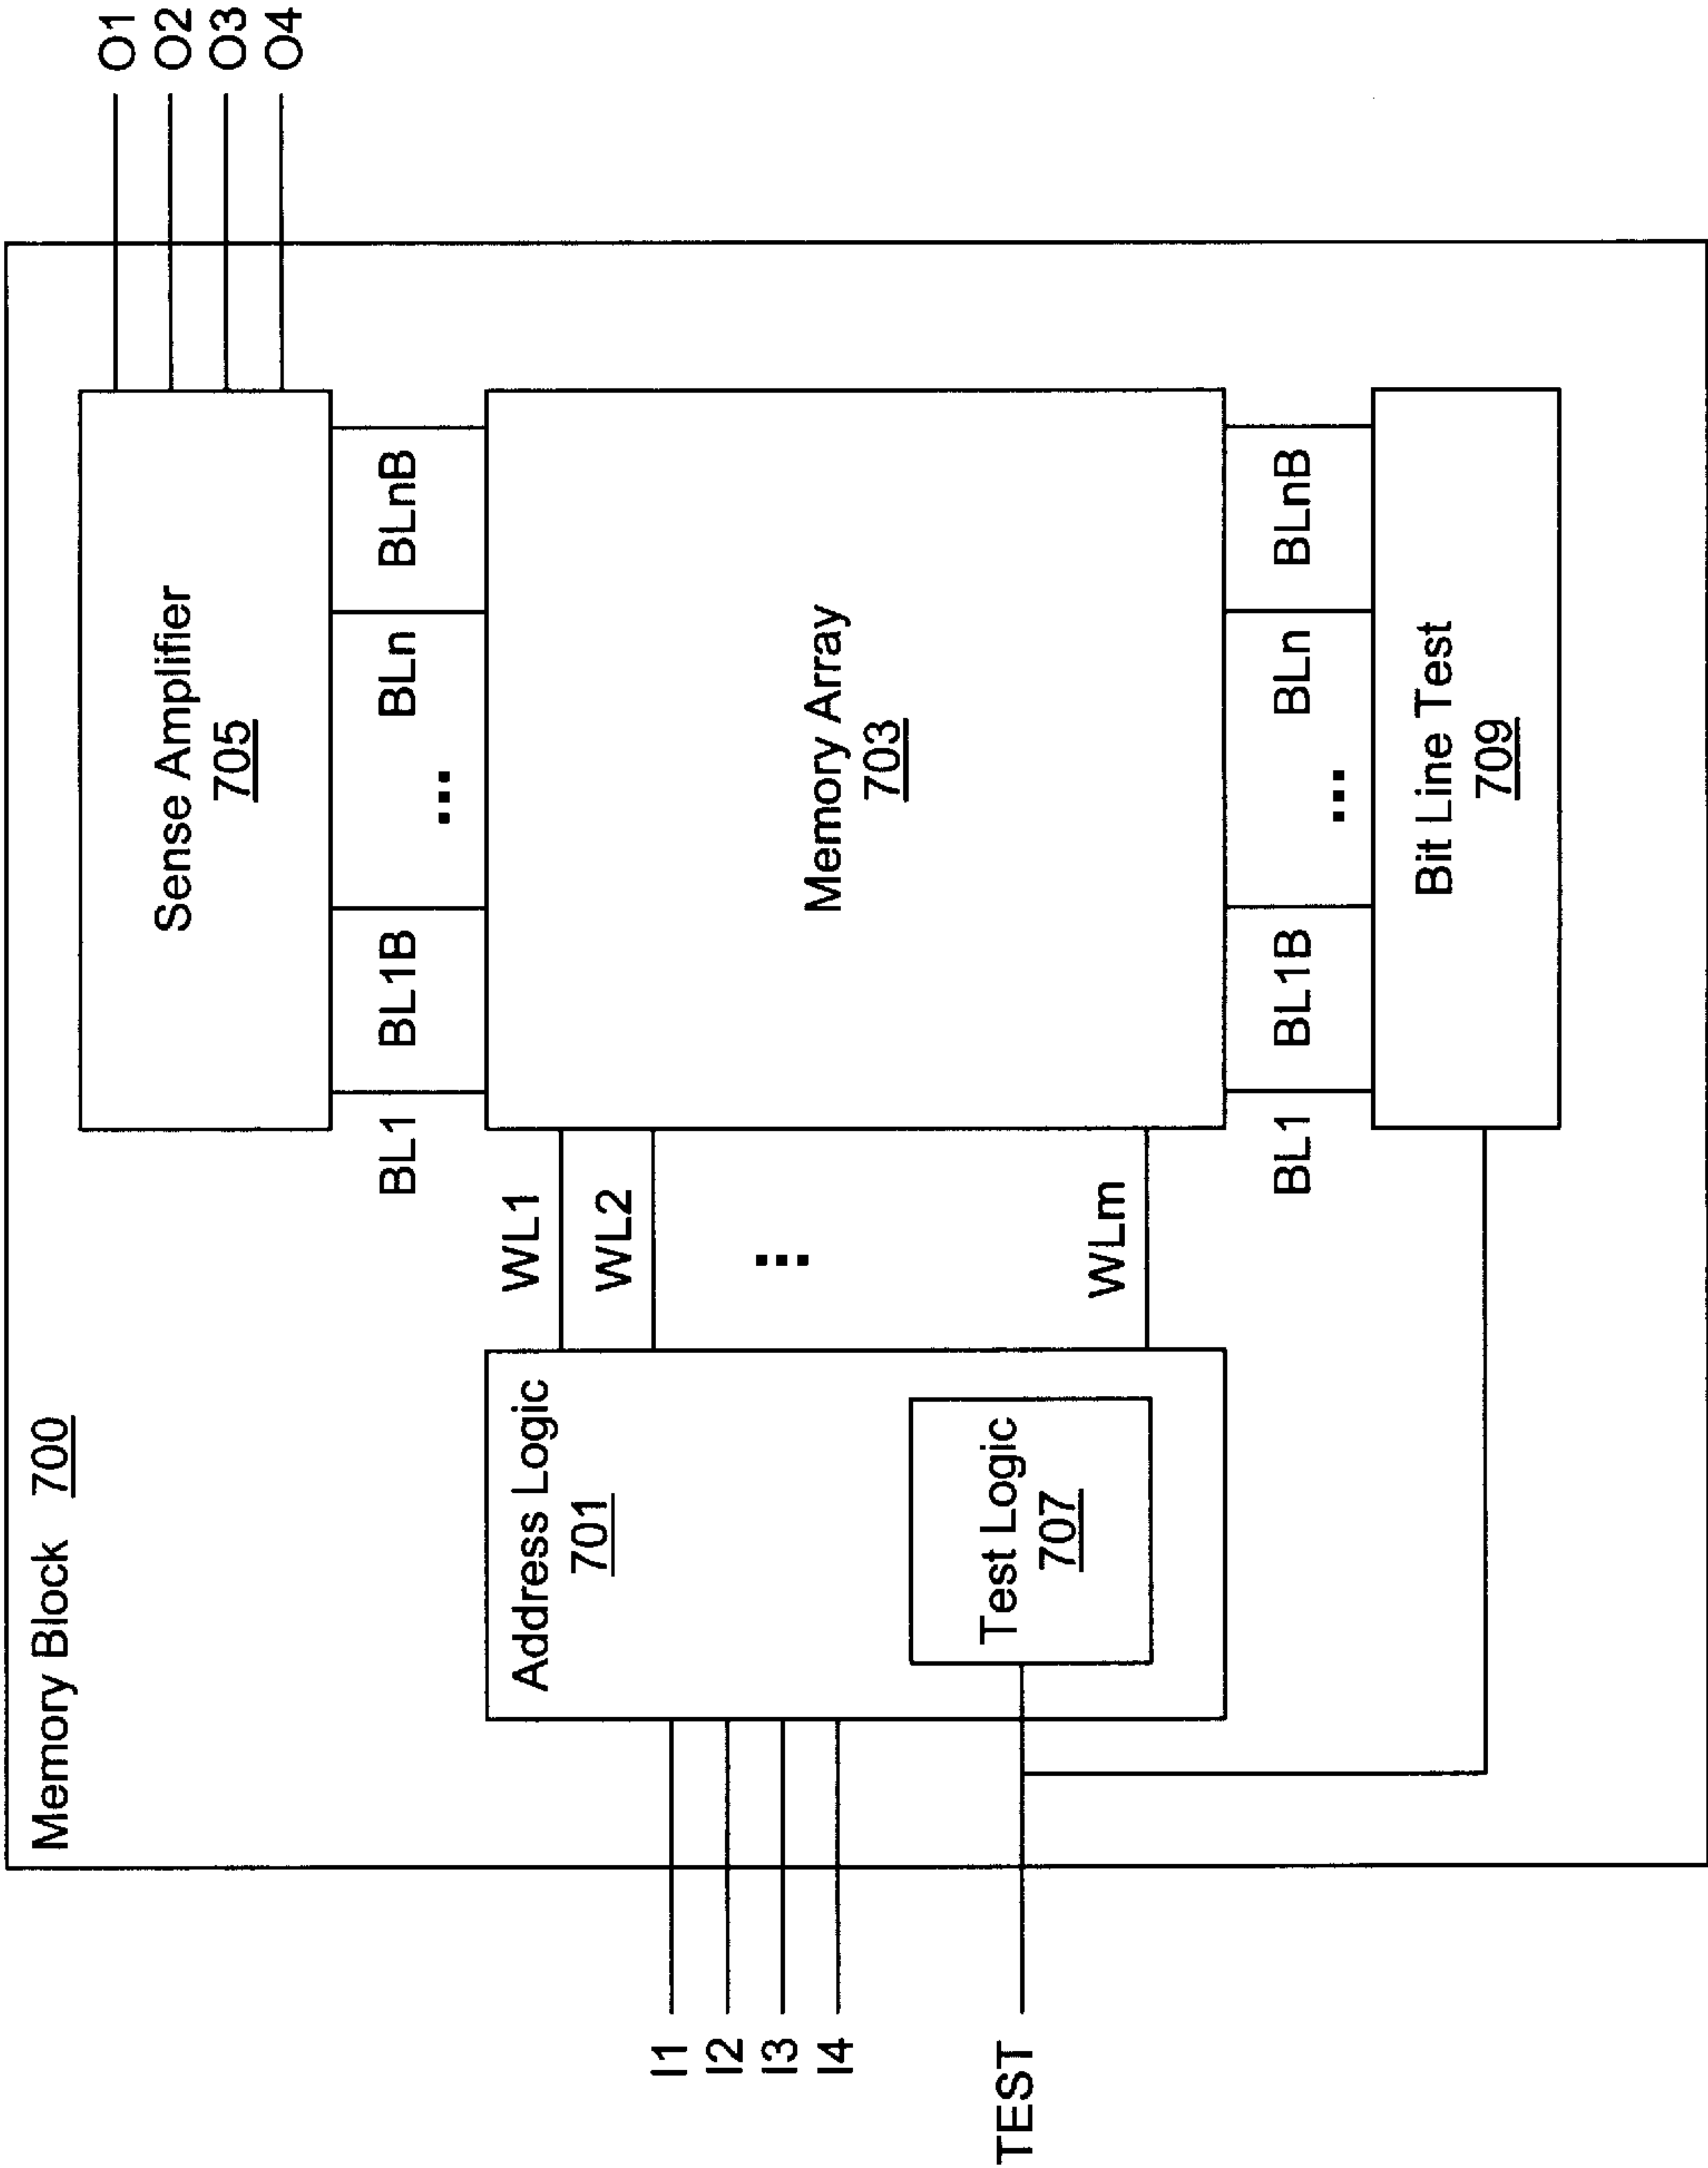 Memory Block 700
Sense Amplifier
705
O1
O2
O3
O4
BL1 BL1B ... BLn BLnB
Address Logic
701
WL1
WL2
...
WLm
Memory Array
703
I1
I2
I3
I4
Test Logic
707
TEST
BL1 BL1B ... BLn BLnB
Bit Line Test
709